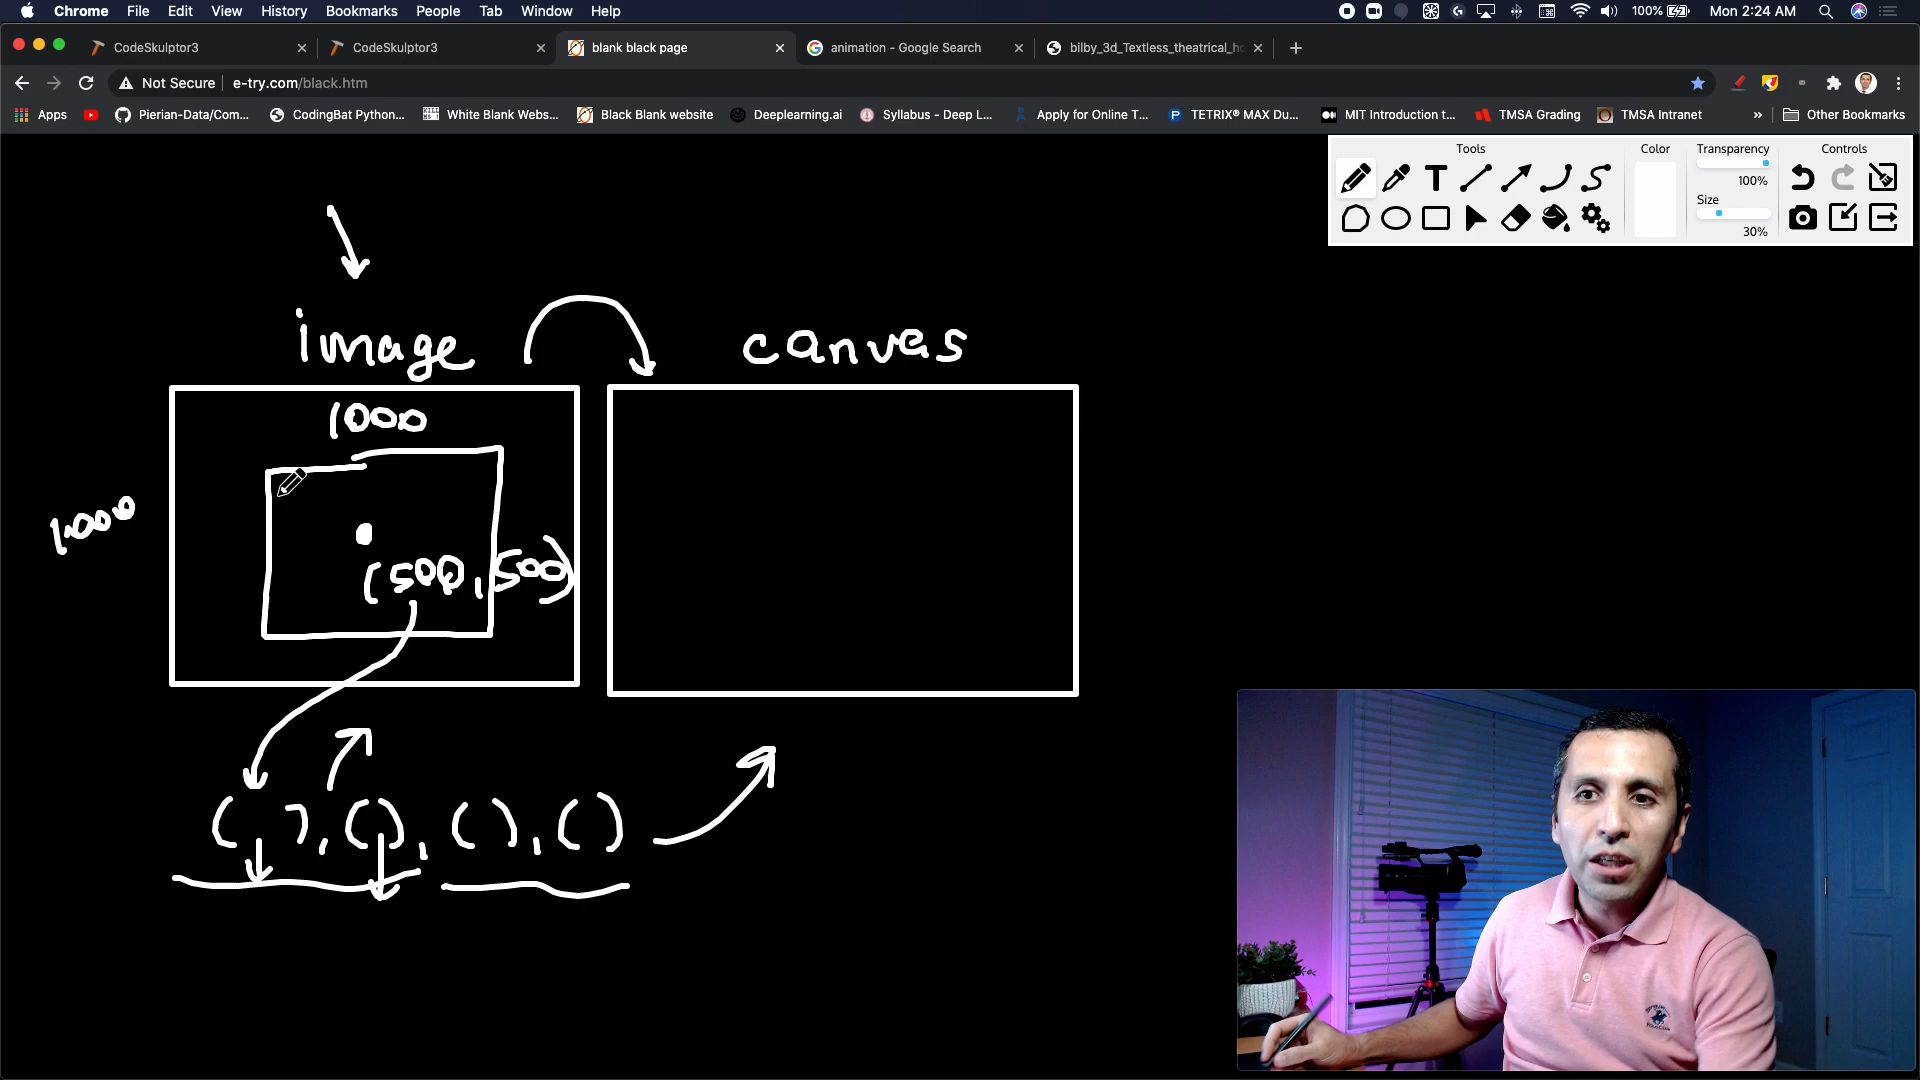 Chrome File Edit View History Bookmarks People Tab Window Help 100% Mon 2:24 AM
CodeSkulptor3 CodeSkulptor3 blank black page animation - Google Search bilby_3d_Textless_theatrical_h
Not Secure e-try.com/black.htm
Apps Pierian-Data/Com... CodingBat Python... White Blank Webs... Black Blank website Deeplearning.ai Syllabus - Deep L... Apply for Online T... TETRIX® MAX Du... MIT Introduction t... TMSA Grading TMSA Intranet » Other Bookmarks
Tools Color Transparency Controls
100%
Size
30%
image canvas
1000
1000
(500, 500)
( ), ( ), ( ), ( )